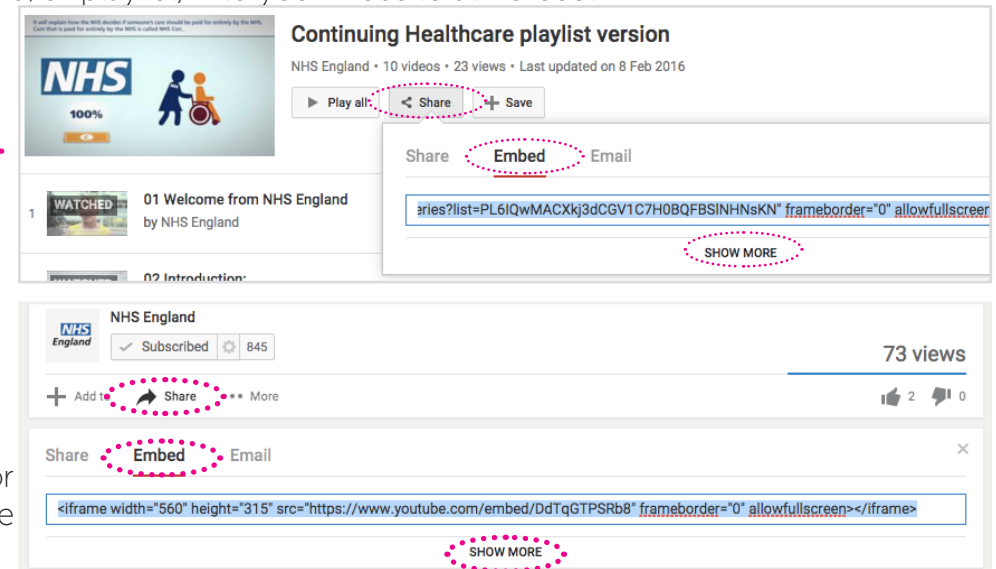 It will explain how the NHS decides if someone's care should be paid for entirely by the NHS.
Care that is paid for entirely by the NHS is called NHS Con...
NHS
100%
Continuing Healthcare playlist version
NHS England • 10 videos • 23 views • Last updated on 8 Feb 2016
Play all
Share
Save
Share Embed Email
eries?list=PL6IQwMACXkj3dCGV1C7H0BQFBSlNHNsKN" frameborder="0" allowfullscreen
SHOW MORE
1
WATCHED
01 Welcome from NHS England
by NHS England
02 Introduction:
NHS
England
NHS England
Subscribed 845
73 views
Add t
Share
More
2 0
Share Embed Email
or
e
<iframe width="560" height="315" src="https://www.youtube.com/embed/DdTqGTPSRb8" frameborder="0" allowfullscreen></iframe>
SHOW MORE